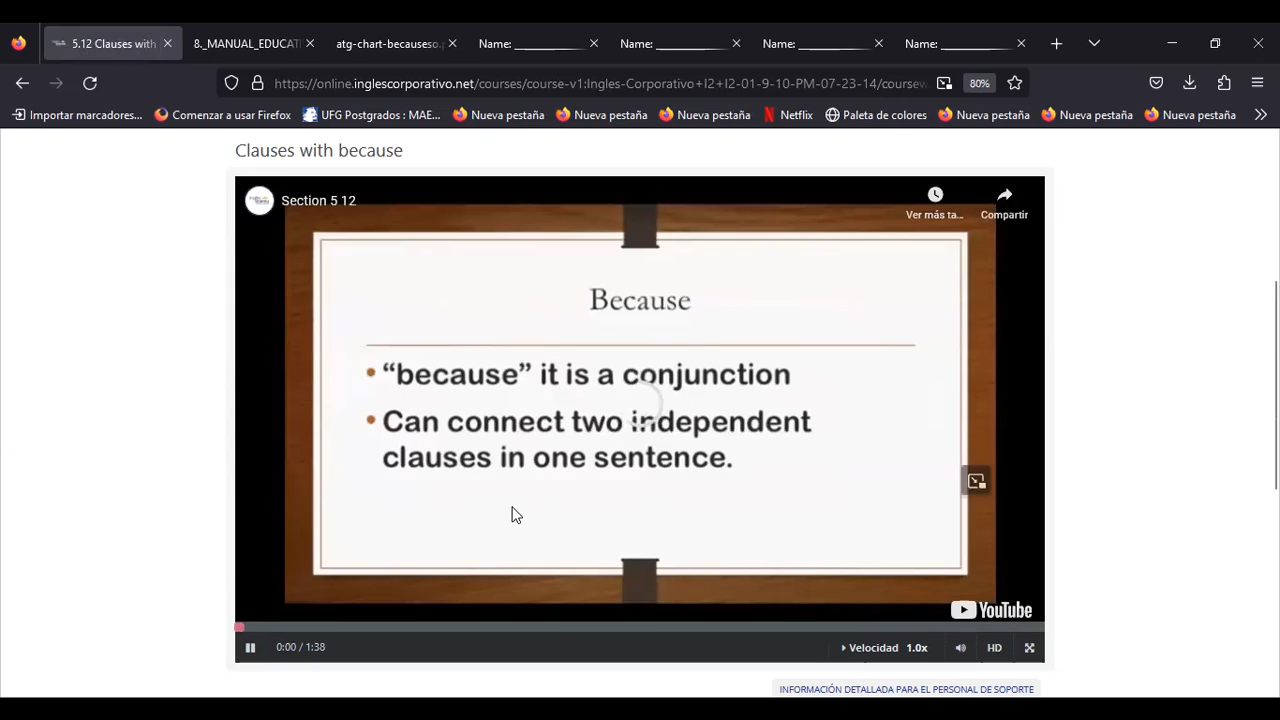 5.12 Clauses with
8._MANUAL_EDUCATI
atg-chart-becauseso.p
Name: ________
Name: ________
Name: ________
Name: ________
https://online.inglescorporativo.net/courses/course-v1:Ingles-Corporativo+I2+I2-01-9-10-PM-07-23-14/coursew
80%
Importar marcadores...
Comenzar a usar Firefox
UFG Postgrados : MAE...
Nueva pestaña
Nueva pestaña
Nueva pestaña
Netflix
Paleta de colores
Nueva pestaña
Nueva pestaña
Nueva pestaña
Clauses with because
Section 5 12
Ver más ta...
Compartir
Because
• “because” it is a conjunction
• Can connect two independent
clauses in one sentence.
YouTube
0:00 / 1:38
Velocidad 1.0x
HD
INFORMACIÓN DETALLADA PARA EL PERSONAL DE SOPORTE